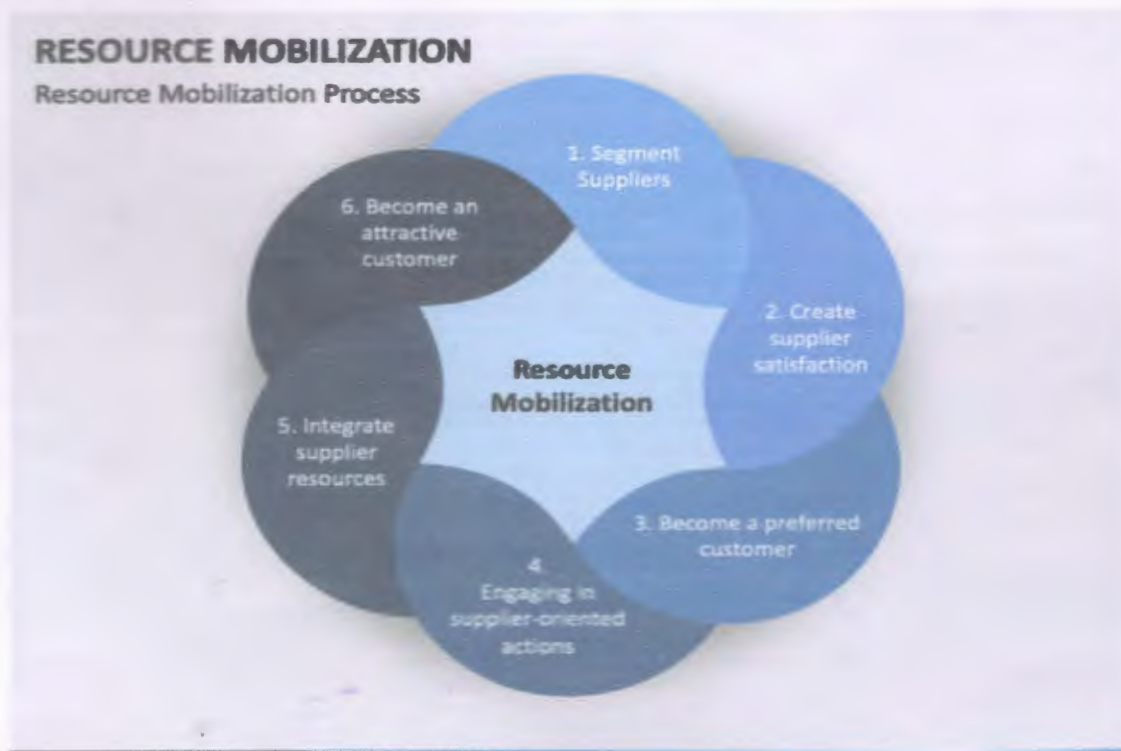 RESOURCE MOBILIZATION
Resource Mobilization Process
1. Segment
Suppliers
2. Create
supplier
satisfaction
3. Become a preferred
customer
4.
Engaging in
supplier-oriented
actions
5. Integrate
supplier
resources
6. Become an
attractive
customer
Resource
Mobilization